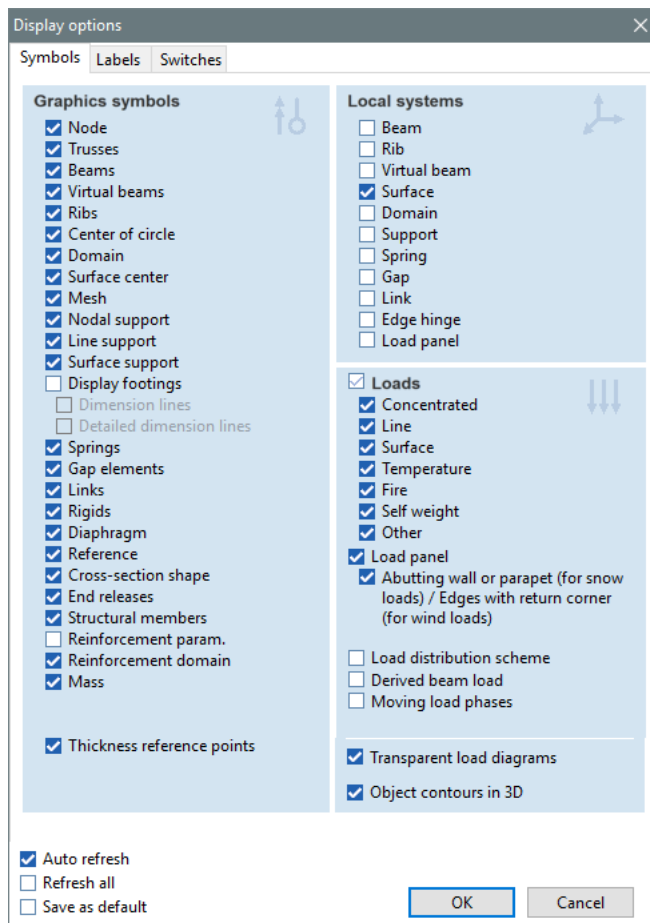 Display options
Symbols Labels Switches
Graphics symbols
Node
Trusses
Beams
Virtual beams
Ribs
Center of circle
Domain
Surface center
Mesh
Nodal support
Line support
Surface support
Display footings
Dimension lines
Detailed dimension lines
Springs
Gap elements
Links
Rigids
Diaphragm
Reference
Cross-section shape
End releases
Structural members
Reinforcement param.
Reinforcement domain
Mass
Thickness reference points
Local systems
Beam
Rib
Virtual beam
Surface
Domain
Support
Spring
Gap
Link
Edge hinge
Load panel
Loads
Concentrated
Line
Surface
Temperature
Fire
Self weight
Other
Load panel
Abutting wall or parapet (for snow
loads) / Edges with return corner
(for wind loads)
Load distribution scheme
Derived beam load
Moving load phases
Transparent load diagrams
Object contours in 3D
Auto refresh
Refresh all
Save as default
OK Cancel